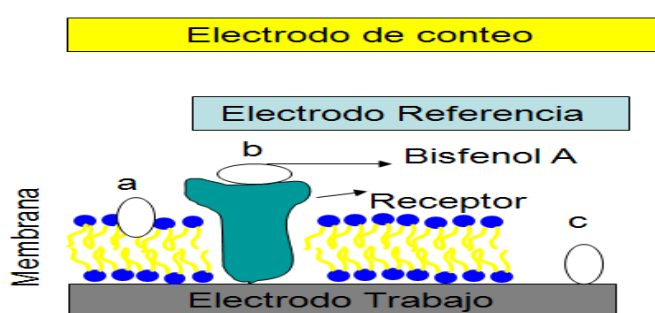 Electrodo de conteo
Electrodo Referencia
b
Bisfenol A
a
Receptor
c
Membrana
Electrodo Trabajo